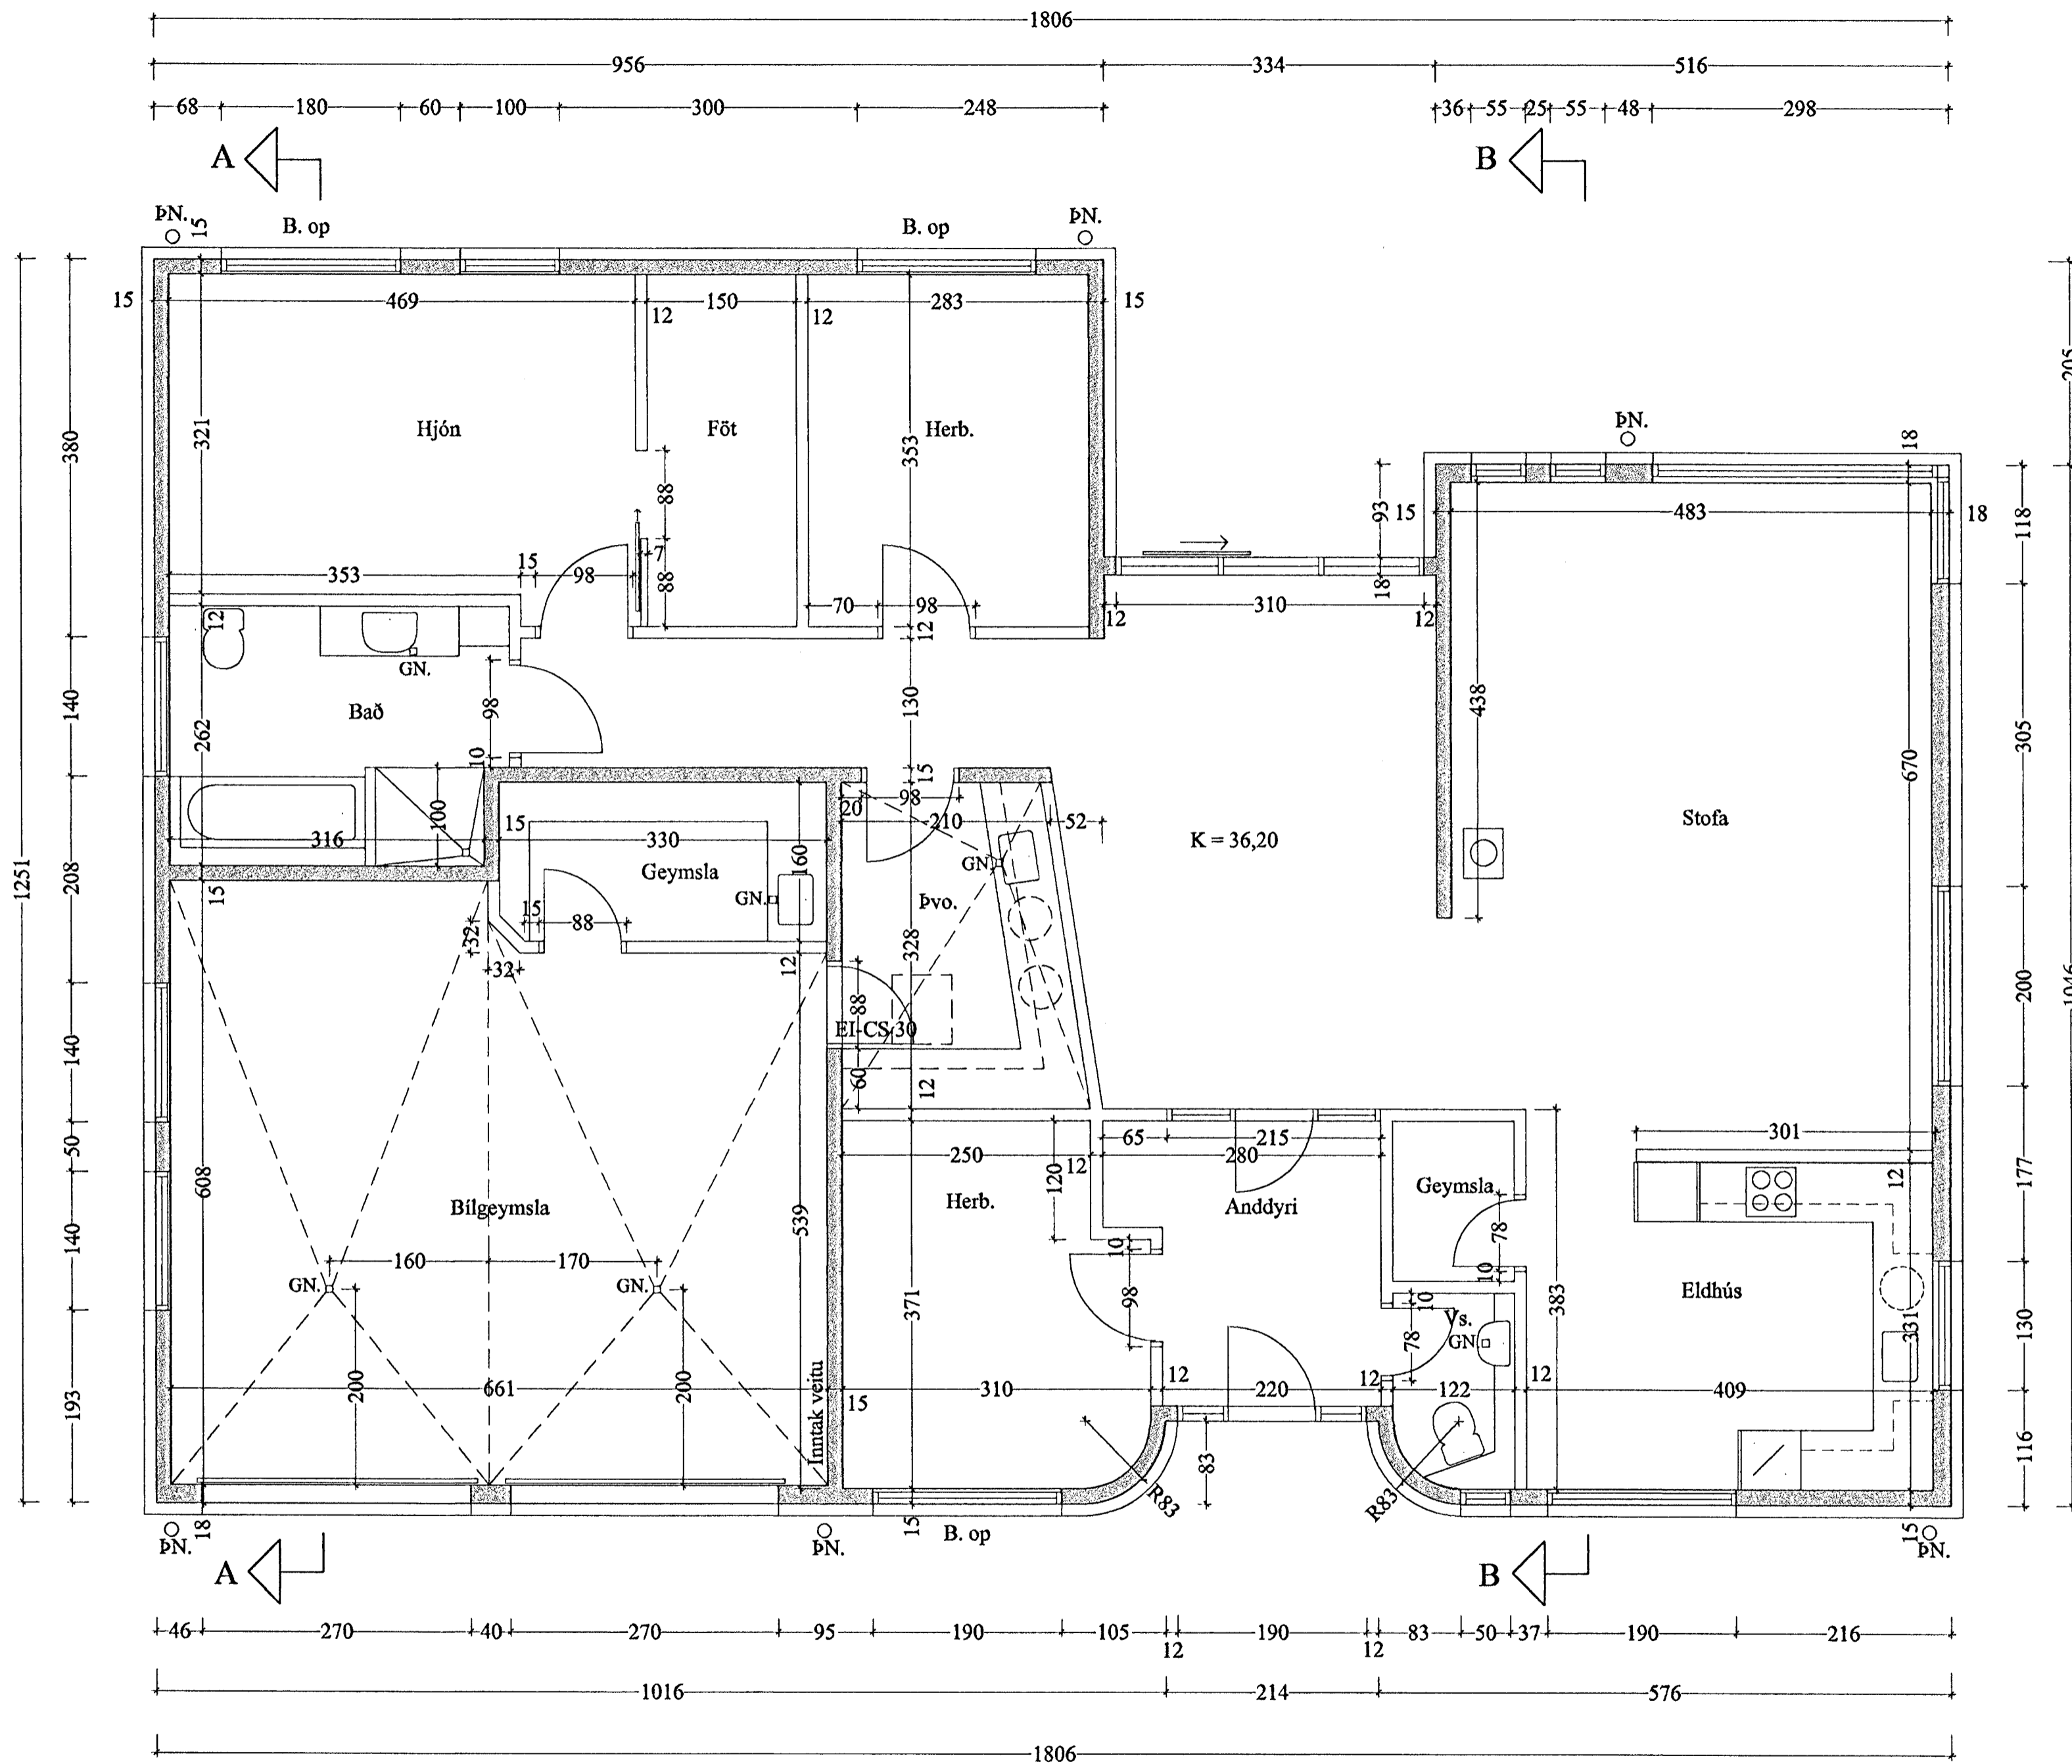 1806
956 334 516
68 180 60 100 300 248 36 55 25 55 48 298
A B
ÞN. 15 B. op B. op ÞN.
15 469 12 150 12 283 15
205
ÞN.
18
380 321 Hjón Föt Herb. 353
88 93 15 483 18 118
7
353 15 98 88 18
12 70 98 12 12 310 12
GN.
140 98 130 438 305
Bað 262 10 670
15
20 98
100 210 52
316 15 330 160 K = 36,20 Stofa
1251 208 Geymsla GN
15 GN. Þvo.
15 88
32 328
32 12 200 1046
88
EI-CS 30
140 60 12
301
50 65 215
250 12 280 12 177
608 120 Herb. Anddyri Geymsla
Bílgeymsla 539 78
140 10
160 170 10 383 Eldhús
GN. GN. 98 10
371 Vs. 331 130
78 GN.
193 200 661 200 Inntak veitu 15 310 12 220 12 122 12 409
83 116
R83 R83
ÞN. 18 ÞN. 15 B. op 15 ÞN.
A B
46 270 40 270 95 190 105 12 190 12 83 50 37 190 216
1016 214 576
1806